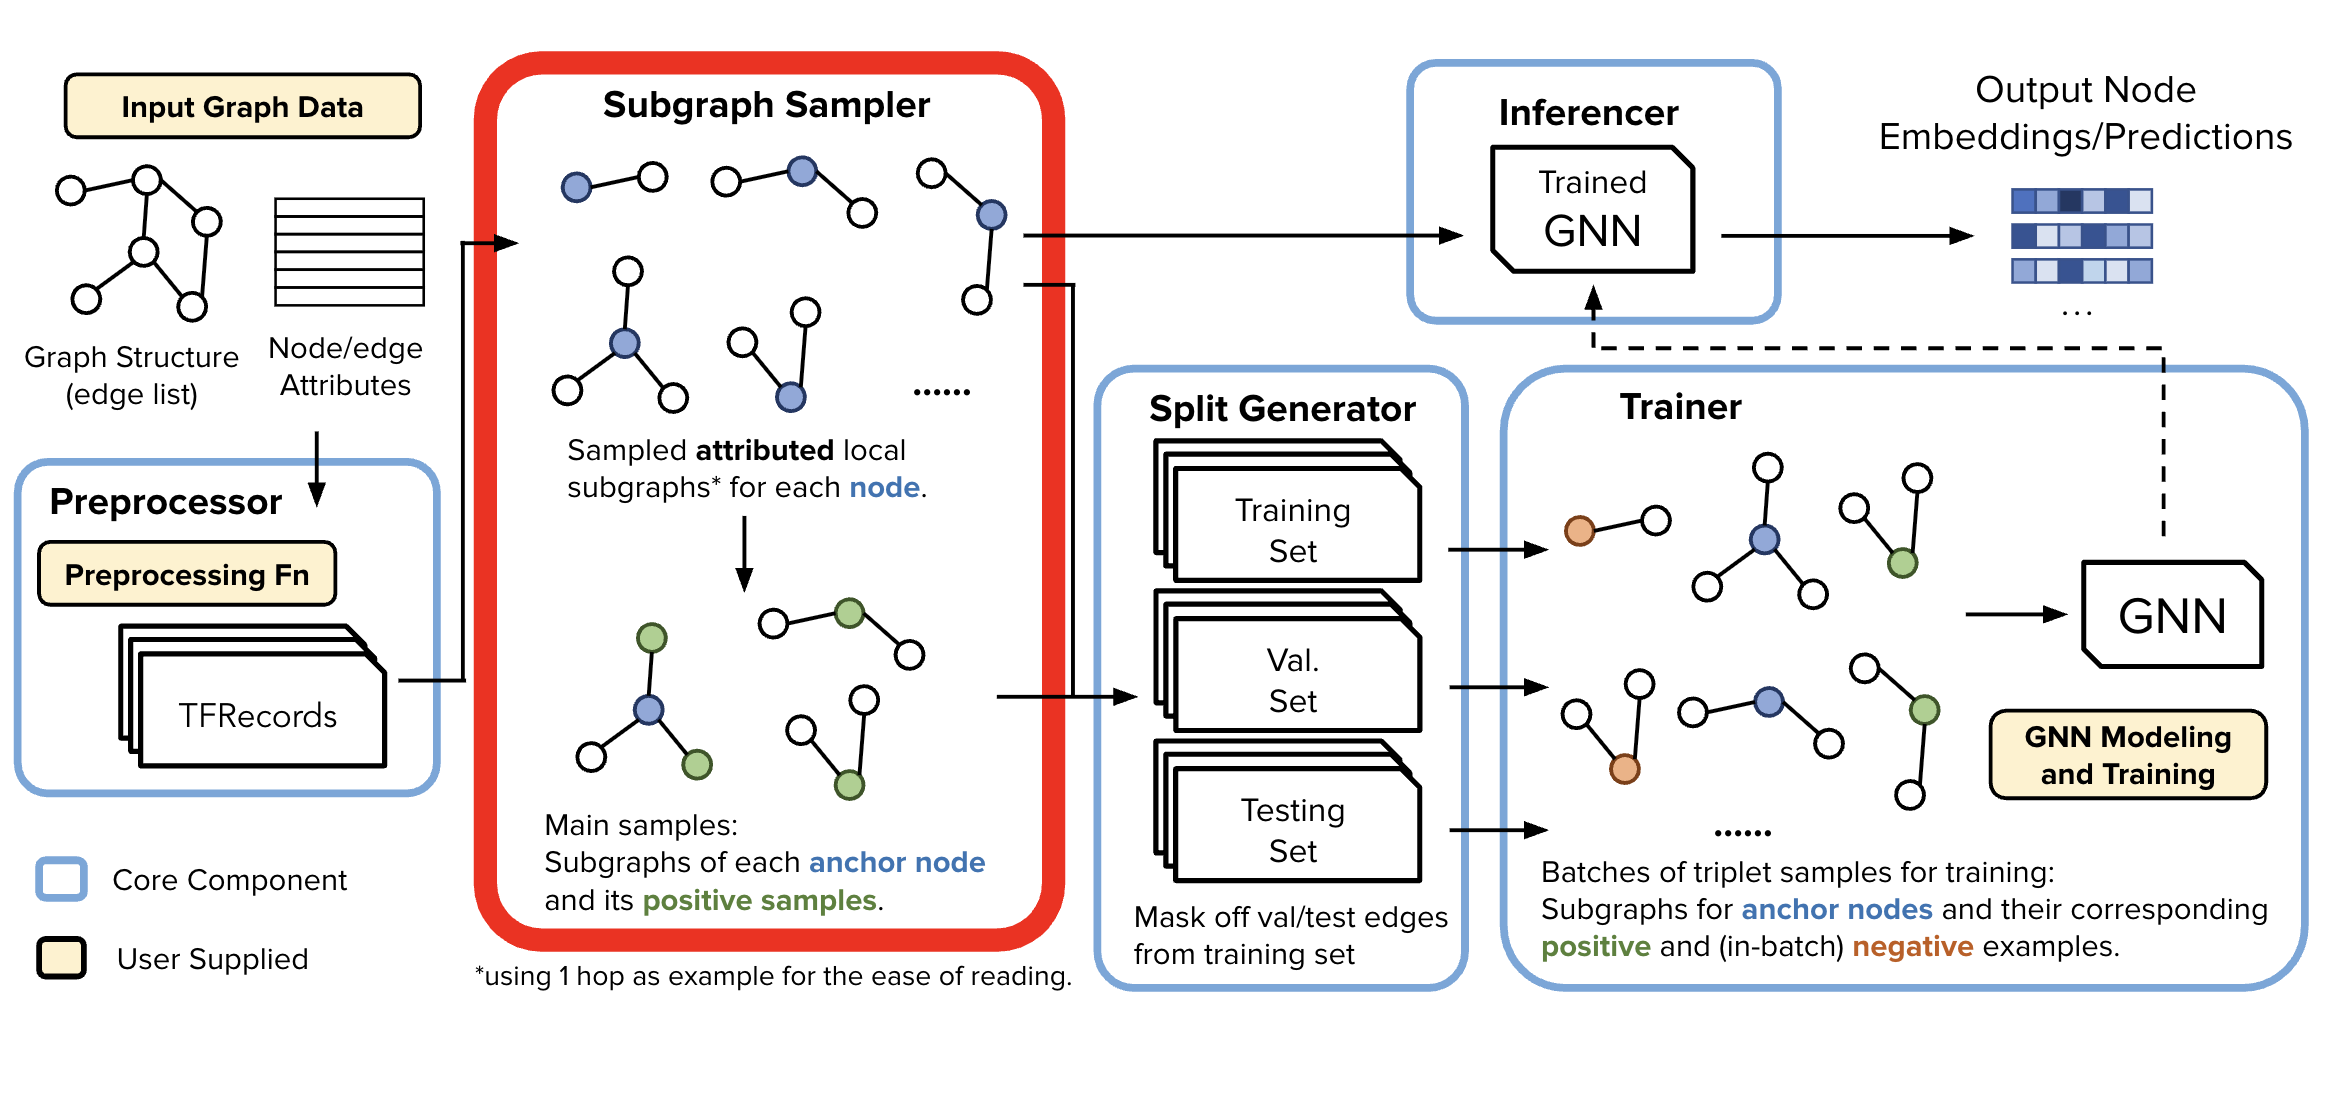 Input Graph Data
Graph Structure
(edge list)
Node/edge
Attributes
Preprocessor
Preprocessing Fn
TFRecords
Core Component
User Supplied
Subgraph Sampler
......
Sampled attributed local
subgraphs* for each node.
Main samples:
Subgraphs of each anchor node
and its positive samples.
*using 1 hop as example for the ease of reading.
Split Generator
Training
Set
Val.
Set
Testing
Set
Mask off val/test edges
from training set
Inferencer
Trained
GNN
Output Node
Embeddings/Predictions
...
Trainer
GNN
GNN Modeling
and Training
......
Batches of triplet samples for training:
Subgraphs for anchor nodes and their corresponding
positive and (in-batch) negative examples.